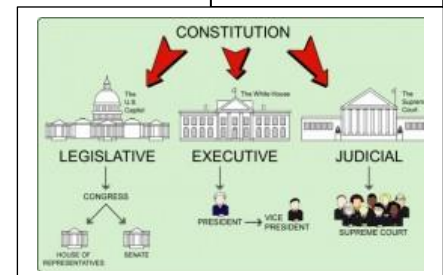 CONSTITUTION
The
U.S.
Capitol
The White House
The
Supreme
Court
LEGISLATIVE
EXECUTIVE
JUDICIAL
CONGRESS
PRESIDENT
VICE
PRESIDENT
SUPREME COURT
HOUSE OF
REPRESENTATIVES
SENATE